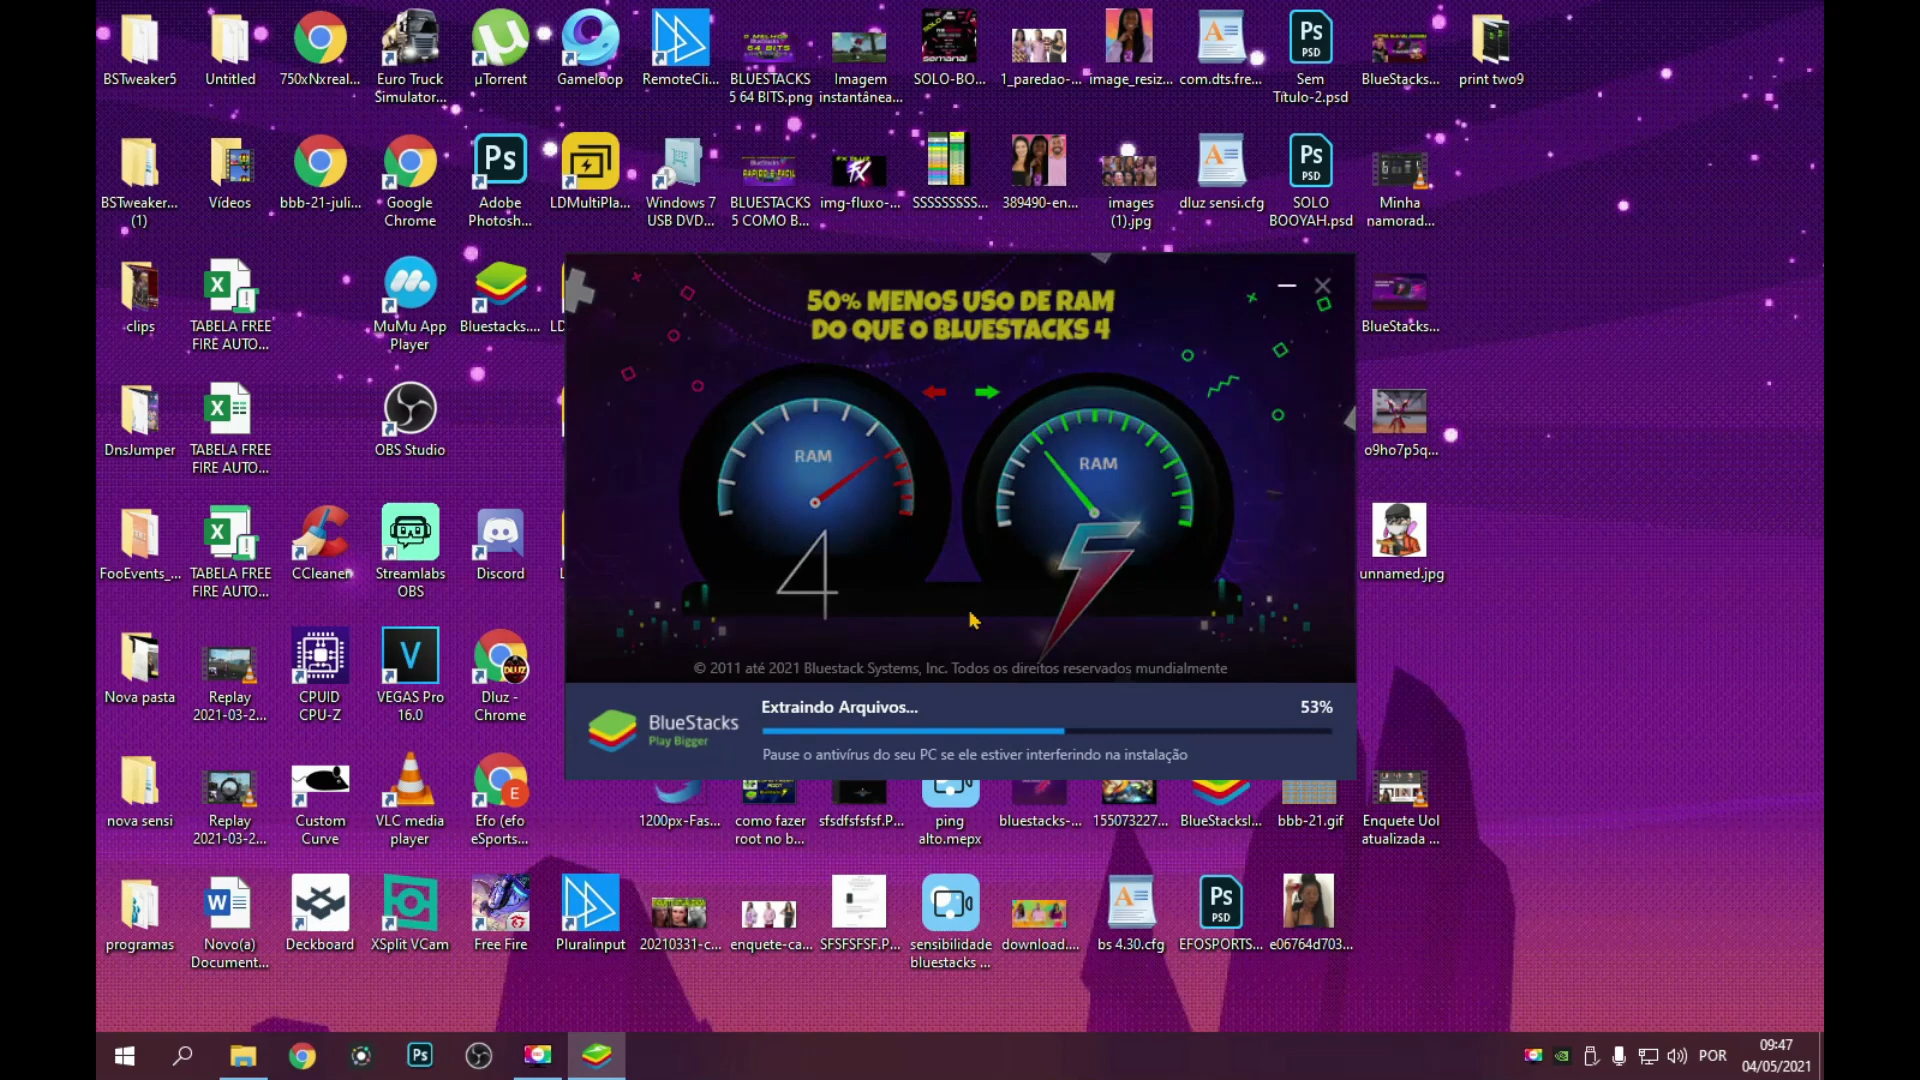 BSTweaker5
Untitled
750xNxreal...
Euro Truck
Simulator...
µTorrent
Gameloop
RemoteCli...
BLUESTACKS
5 64 BITS.png
Imagem
instantânea...
SOLO-BO...
1_paredao-...
image_resiz...
com.dts.fre...
Sem
Título-2.psd
BlueStacks...
print two9
BSTweaker...
(1)
Vídeos
bbb-21-juli...
Google
Chrome
Adobe
Photosh...
LDMultiPla...
Windows 7
USB DVD...
BLUESTACKS
5 COMO B...
img-fluxo-...
SSSSSSSSS...
389490-en...
images
(1).jpg
dluz sensi.cfg
SOLO
BOOYAH.psd
Minha
namorad...
clips
TABELA FREE
FIRE AUTO...
MuMu App
Player
Bluestacks....
BlueStacks...
50% MENOS USO DE RAM
DO QUE O BLUESTACKS 4
RAM
RAM
4
5
© 2011 até 2021 Bluestack Systems, Inc. Todos os direitos reservados mundialmente
BlueStacks
Play Bigger
Extraindo Arquivos...
53%
Pause o antivírus do seu PC se ele estiver interferindo na instalação
DnsJumper
TABELA FREE
FIRE AUTO...
OBS Studio
o9ho7p5q...
FooEvents_...
TABELA FREE
FIRE AUTO...
CCleaner
Streamlabs
OBS
Discord
unnamed.jpg
Nova pasta
Replay
2021-03-2...
CPUID
CPU-Z
VEGAS Pro
16.0
Dluz -
Chrome
nova sensi
Replay
2021-03-2...
Custom
Curve
VLC media
player
Efo (efo
eSports...
1200px-Fas...
como fazer
root no b...
sfsdfsfsfsf.P...
ping
alto.mepx
bluestacks-...
155073227...
BlueStacksI...
bbb-21.gif
Enquete Uol
atualizada ...
programas
Novo(a)
Document...
Deckboard
XSplit VCam
Free Fire
Pluralinput
20210331-c...
enquete-ca...
SFSFSFSF.P...
sensibilidade
bluestacks ...
download....
bs 4.30.cfg
EFOSPORTS...
e06764d703...
POR
09:47
04/05/2021